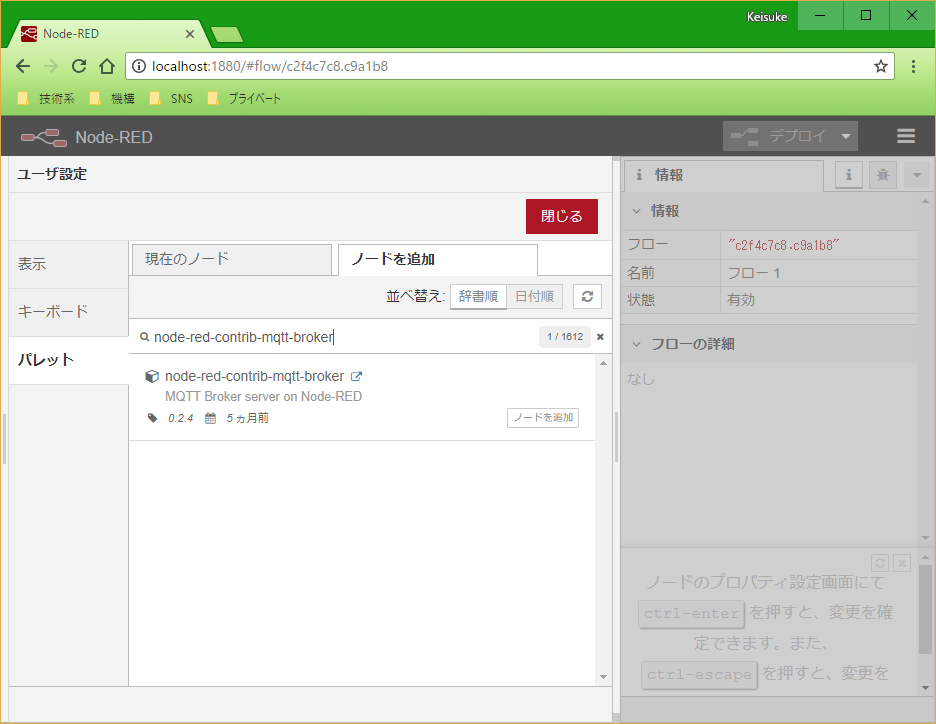 Keisuke
Node-RED
localhost:1880/#flow/c2f4c7c8.c9a1b8
技術系 機構 SNS プライベート
Node-RED デプロイ
ユーザ設定
閉じる
表示
キーボード
パレット
現在のノード ノードを追加
並べ替え: 辞書順 日付順
node-red-contrib-mqtt-broker 1 / 1612
node-red-contrib-mqtt-broker
MQTT Broker server on Node-RED
0.2.4 5 ヵ月前 ノードを追加
情報
情報
フロー "c2f4c7c8.c9a1b8"
名前 フロー 1
状態 有効
フローの詳細
なし
ノードのプロパティ設定画面にて
ctrl-enter を押すと、変更を確
定できます。また、
ctrl-escape を押すと、変更を